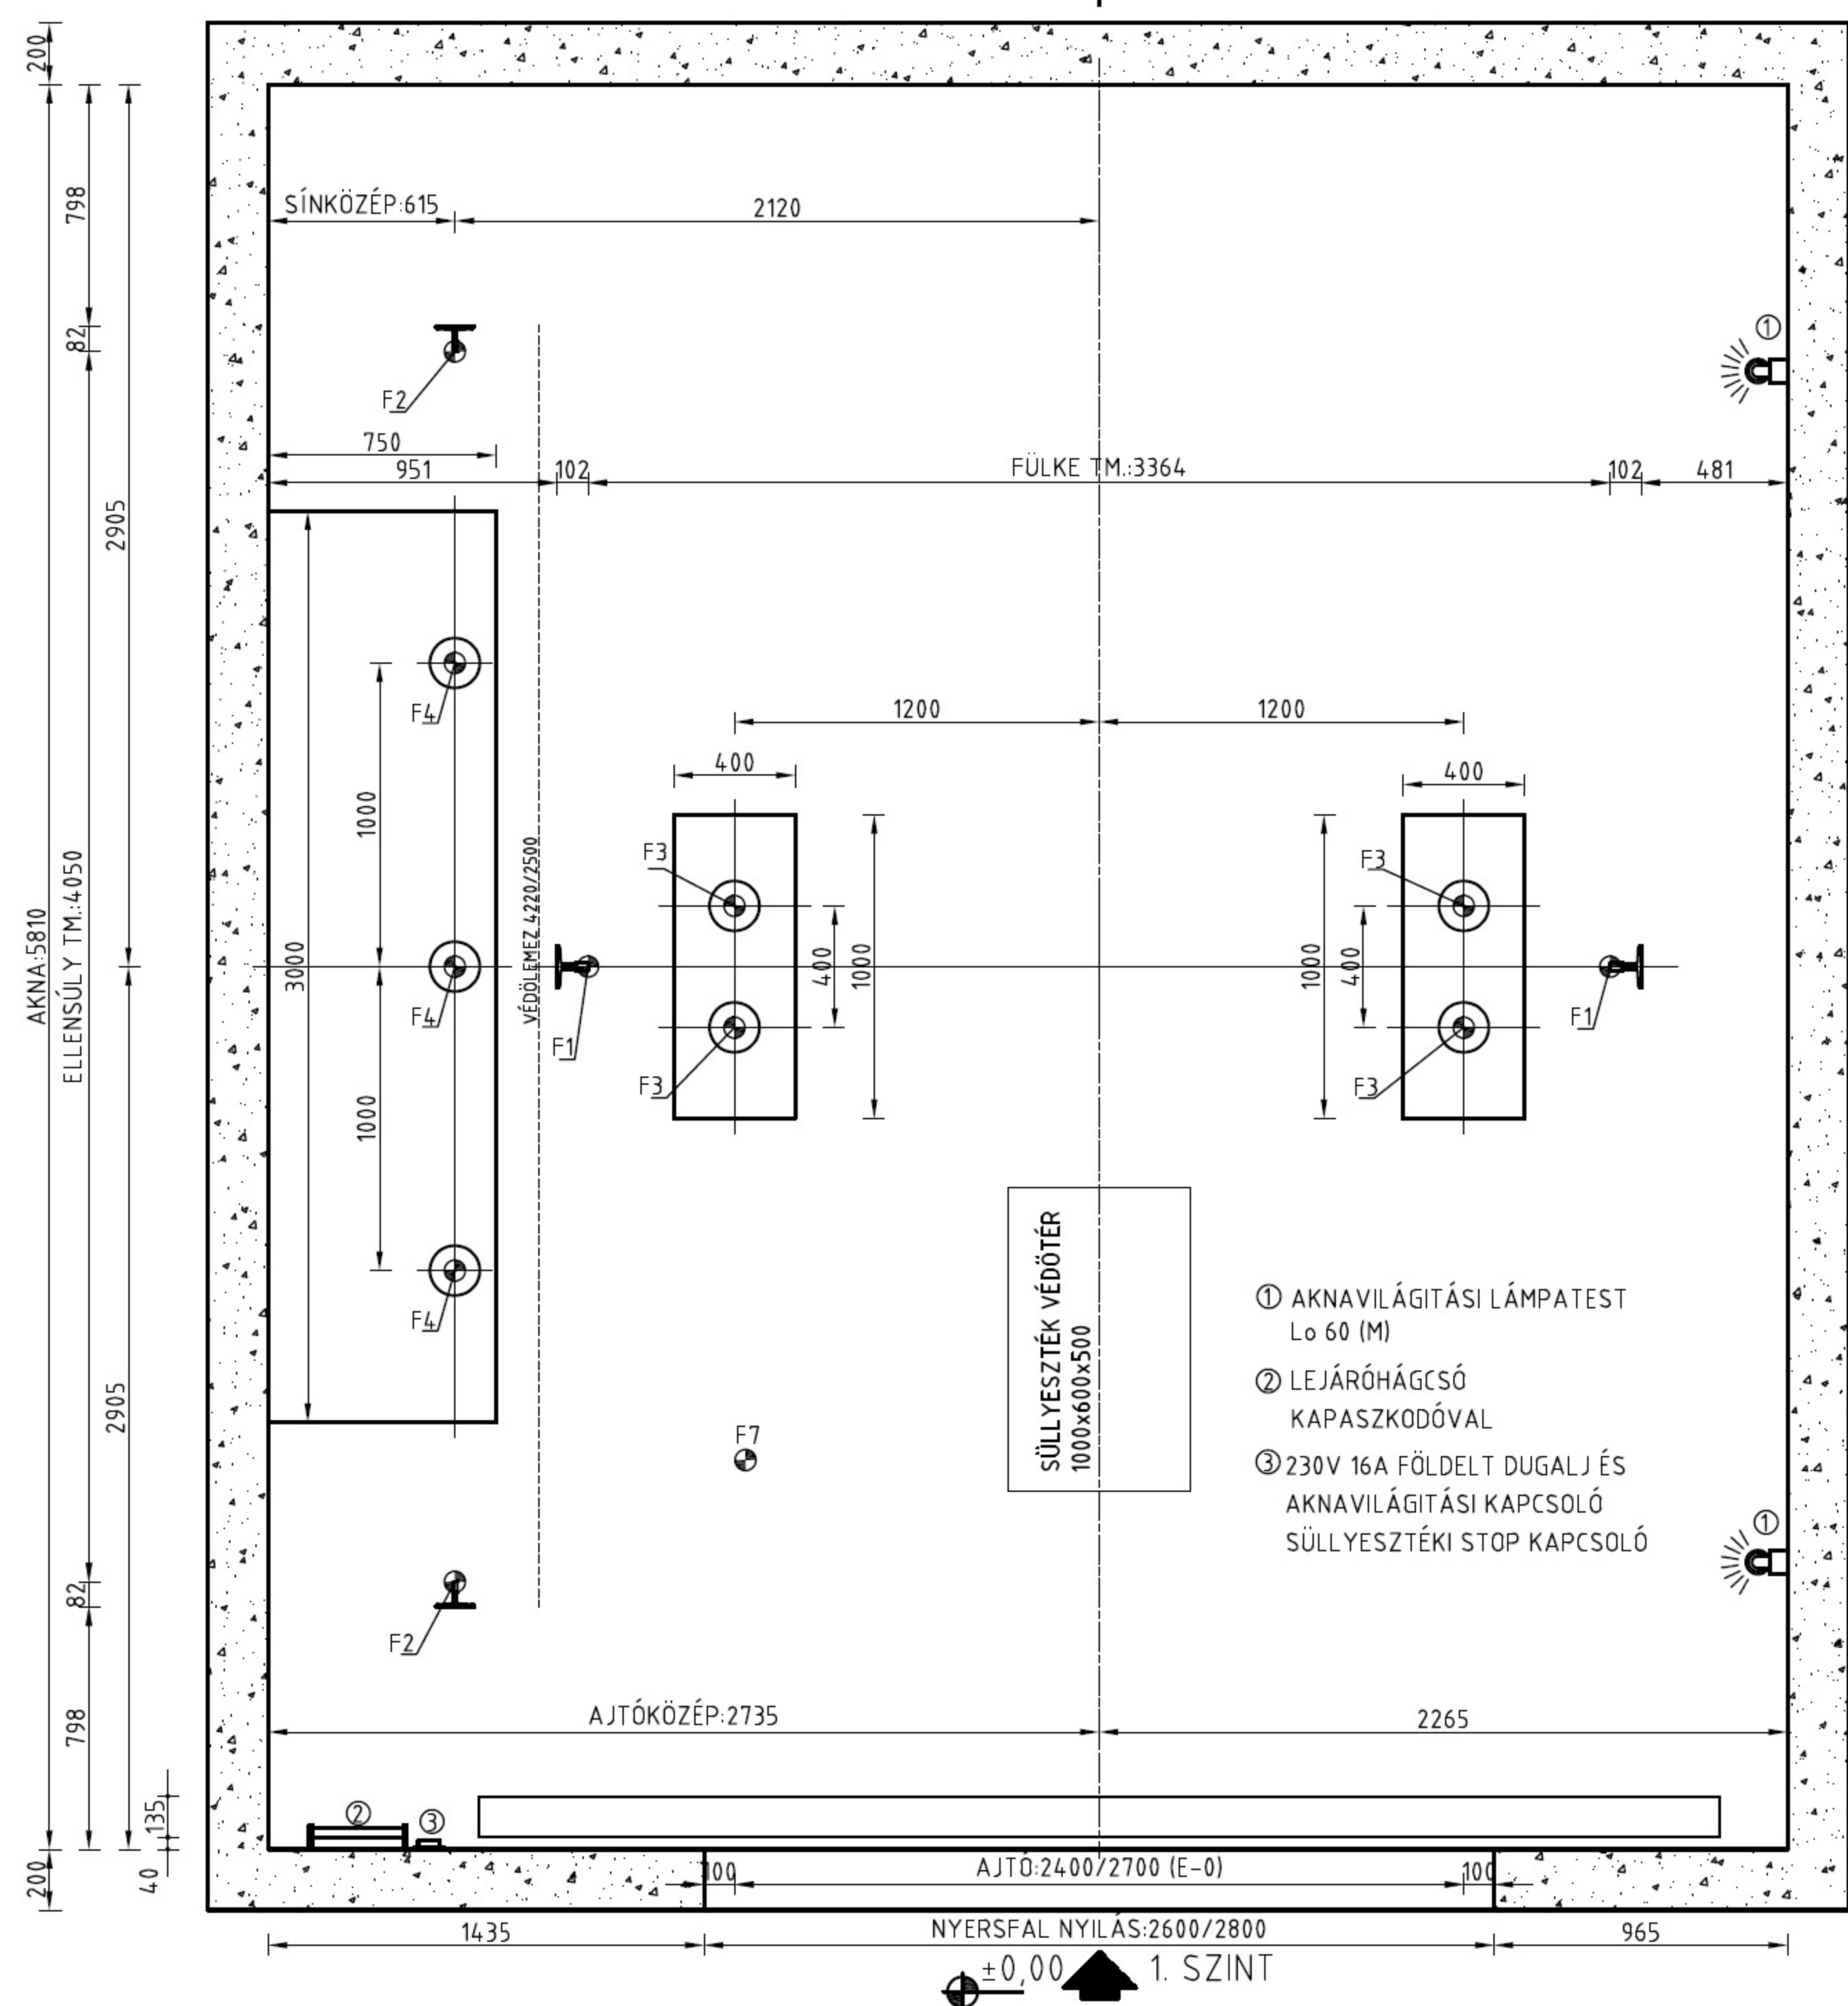 200
798
82
2905
AKNA:5810
ELLENSÚLY TM.:4050
2905
82
798
135
40
200
SÍNKÖZÉP:615
2120
F2
①
750
951
102
FÜLKE TM.:3364
102
481
3000
1000
1000
F4
F4
F4
VÉDŐLEMEZ 4220/2500
F1
1200
1200
400
400
F3
F3
400
1000
1000
400
F3
F3
F1
SÜLLYESZTÉK VÉDŐTÉR
1000x600x500
① AKNAVILÁGITÁSI LÁMPATEST
Lo 60 (M)
② LEJÁRÓHÁGCSÓ
KAPASZKODÓVAL
③ 230V 16A FÖLDELT DUGALJ ÉS
AKNAVILÁGITÁSI KAPCSOLÓ
SÜLLYESZTÉKI STOP KAPCSOLÓ
F7
①
F2
AJTÓKÖZÉP:2735
2265
②
③
100
AJTÓ:2400/2700 (E-0)
100
1435
NYERSFAL NYILÁS:2600/2800
965
±0,00
1. SZINT